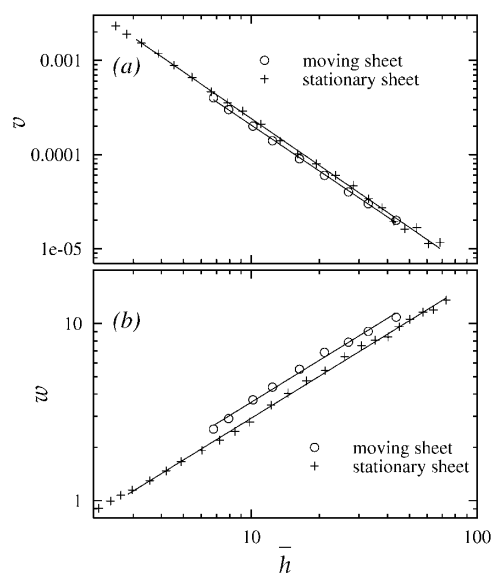 0.001
(a)
moving sheet
stationary sheet
v
0.0001
1e-05
(b)
10
w
moving sheet
stationary sheet
1
10
100
h̅